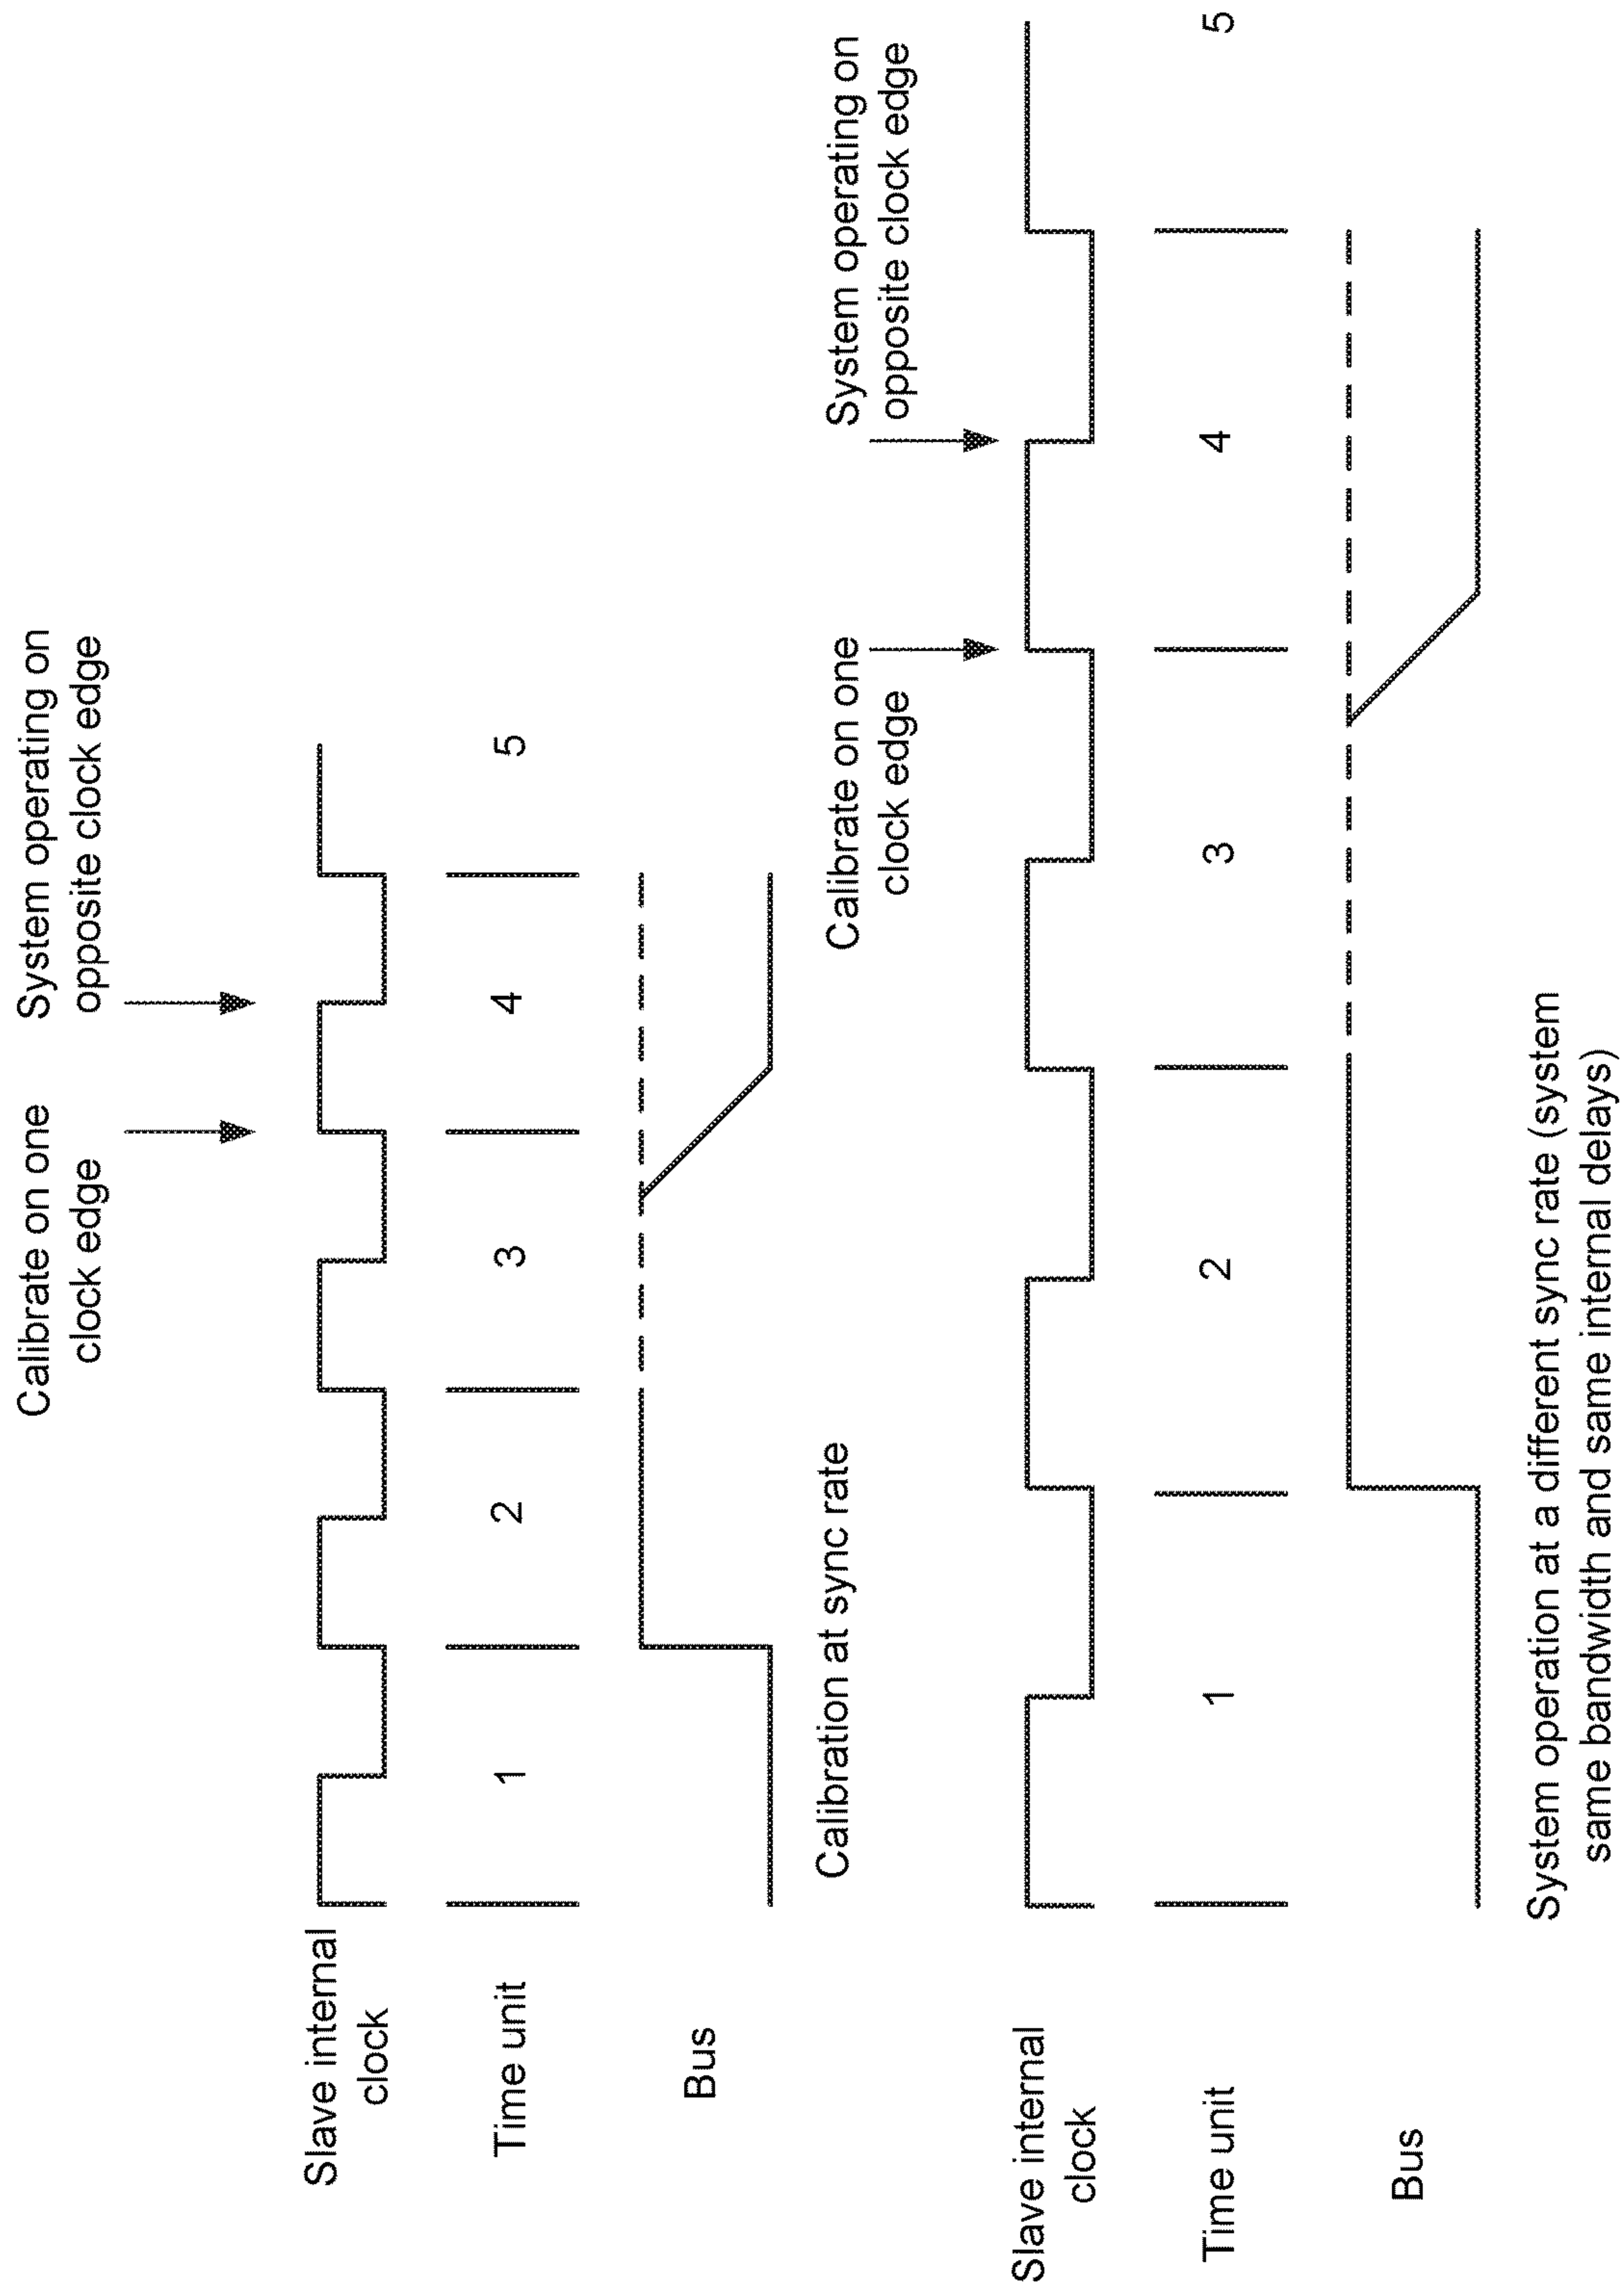 Calibrate on one
clock edge
System operating on
opposite clock edge
Slave internal
clock
Time unit
1
2
3
4
5
Bus
Calibration at sync rate
Calibrate on one
clock edge
System operating on
opposite clock edge
Slave internal
clock
Time unit
1
2
3
4
5
Bus
System operation at a different sync rate (system
same bandwidth and same internal delays)